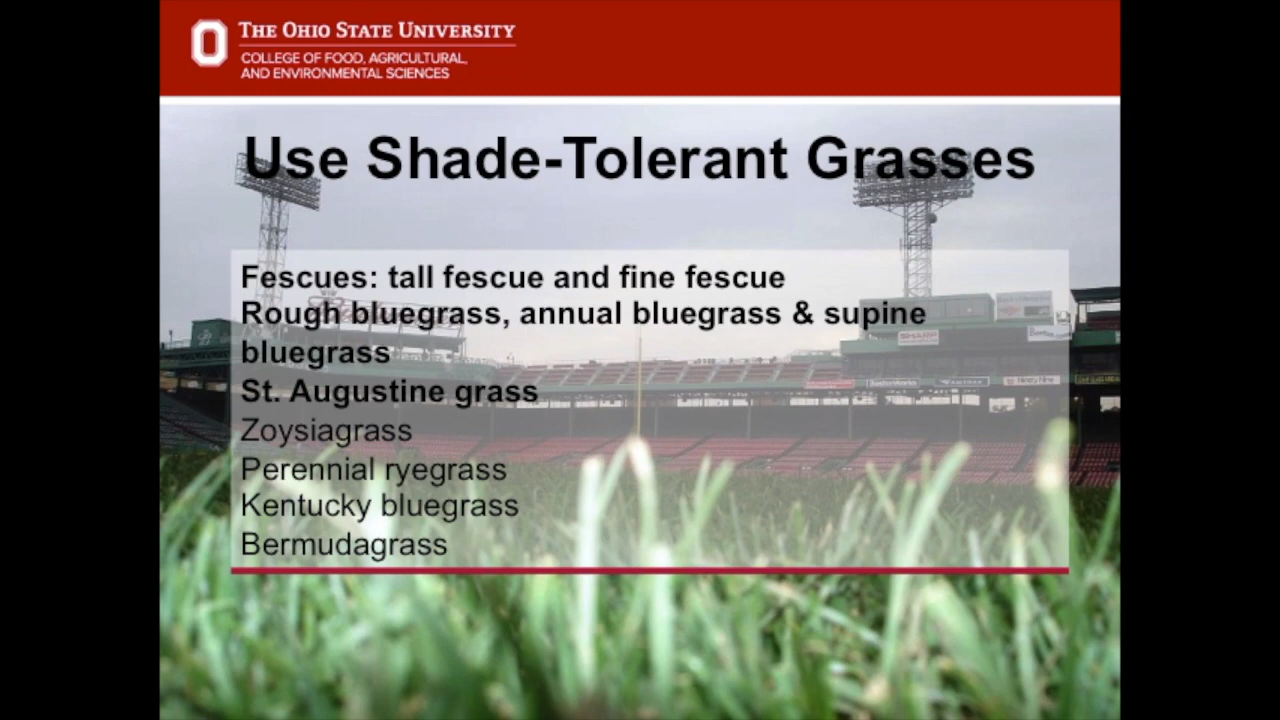 THE OHIO STATE UNIVERSITY
COLLEGE OF FOOD, AGRICULTURAL,
AND ENVIRONMENTAL SCIENCES
Use Shade-Tolerant Grasses
Fescues: tall fescue and fine fescue
Rough bluegrass, annual bluegrass & supine
bluegrass
St. Augustine grass
Zoysiagrass
Perennial ryegrass
Kentucky bluegrass
Bermudagrass
SHARP